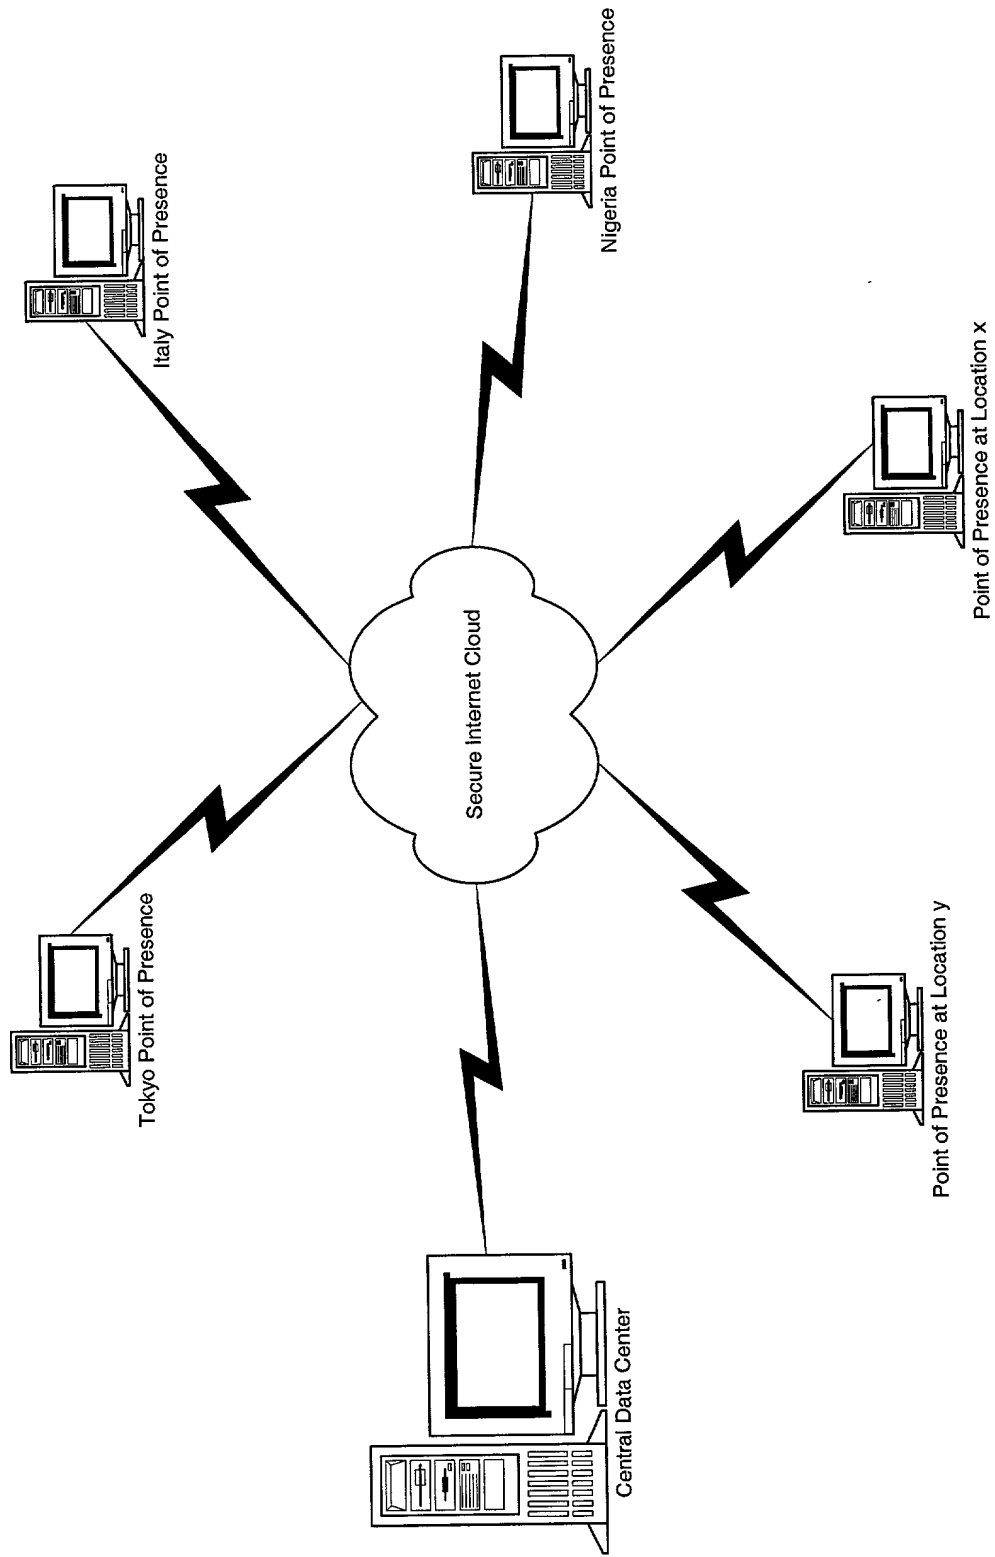 Tokyo Point of Presence
Italy Point of Presence
Central Data Center
Secure Internet Cloud
Nigeria Point of Presence
Point of Presence at Location y
Point of Presence at Location x